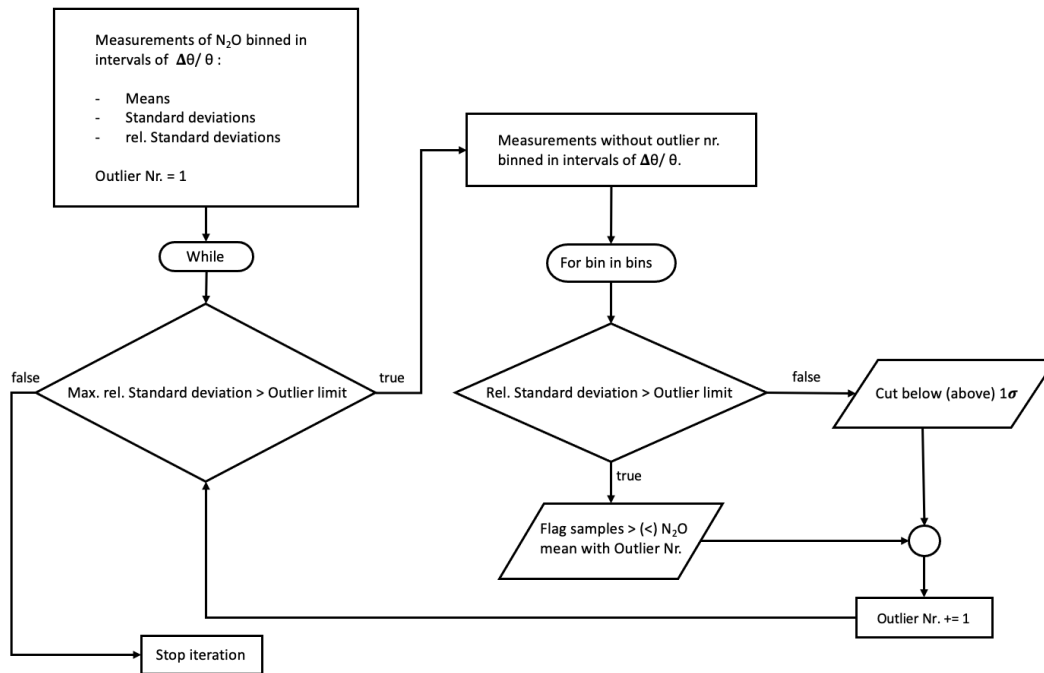 Measurements of N₂O binned in
intervals of Δθ/ θ :
- Means
- Standard deviations
- rel. Standard deviations
Outlier Nr. = 1
While
false
Max. rel. Standard deviation > Outlier limit
true
Stop iteration
Measurements without outlier nr.
binned in intervals of Δθ/ θ.
For bin in bins
Rel. Standard deviation > Outlier limit
false
Cut below (above) 1σ
true
Flag samples > (<) N₂O
mean with Outlier Nr.
Outlier Nr. += 1